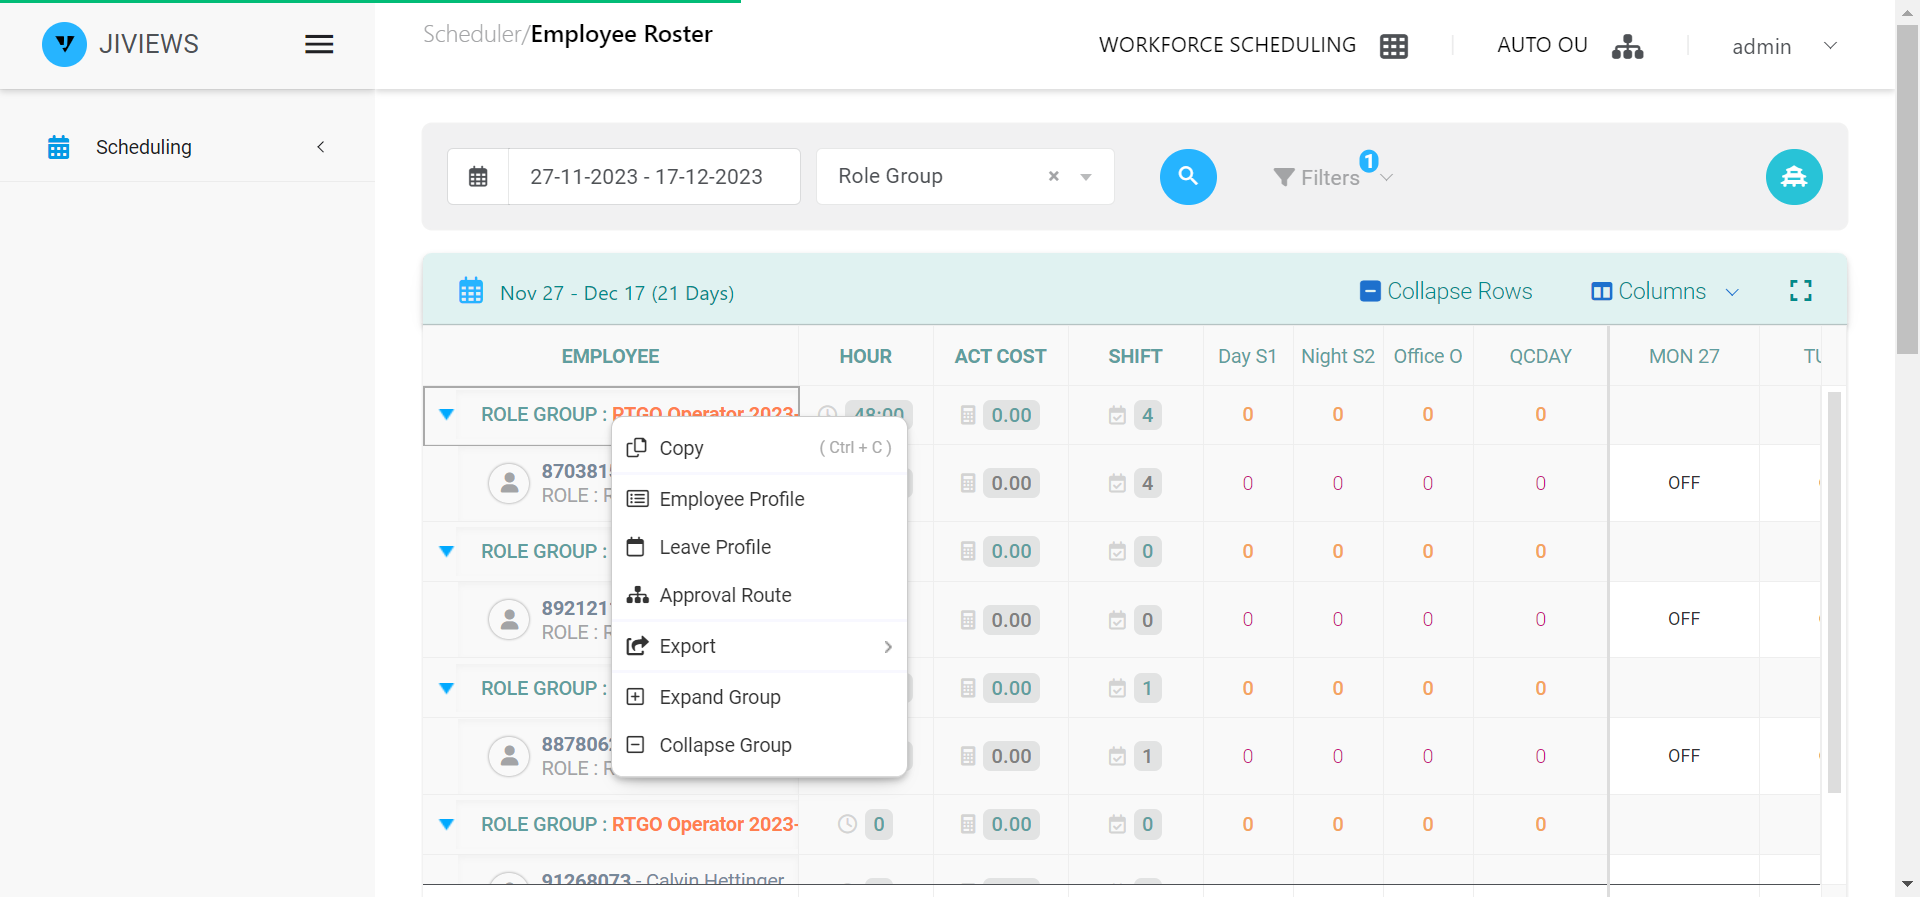 JIVIEWS
Scheduler/Employee Roster
WORKFORCE SCHEDULING
AUTO OU
admin
Scheduling
27-11-2023 - 17-12-2023
Role Group
Filters
1
Nov 27 - Dec 17 (21 Days)
Collapse Rows
Columns
EMPLOYEE HOUR ACT COST SHIFT Day S1 Night S2 Office O QCDAY MON 27 TU
ROLE GROUP : RTGO Operator 2023- 48:00 0.00 4 0 0 0 0
870381 0.00 4 0 0 0 0 OFF
ROLE : R
ROLE GROUP : 0.00 0 0 0 0 0
892121 0.00 0 0 0 0 0 OFF
ROLE : R
ROLE GROUP : 0.00 1 0 0 0 0
887806 0.00 1 0 0 0 0 OFF
ROLE : R
ROLE GROUP : RTGO Operator 2023- 0 0.00 0 0 0 0 0
91268073 - Calvin Hettinger
Copy ( Ctrl + C )
Employee Profile
Leave Profile
Approval Route
Export
Expand Group
Collapse Group